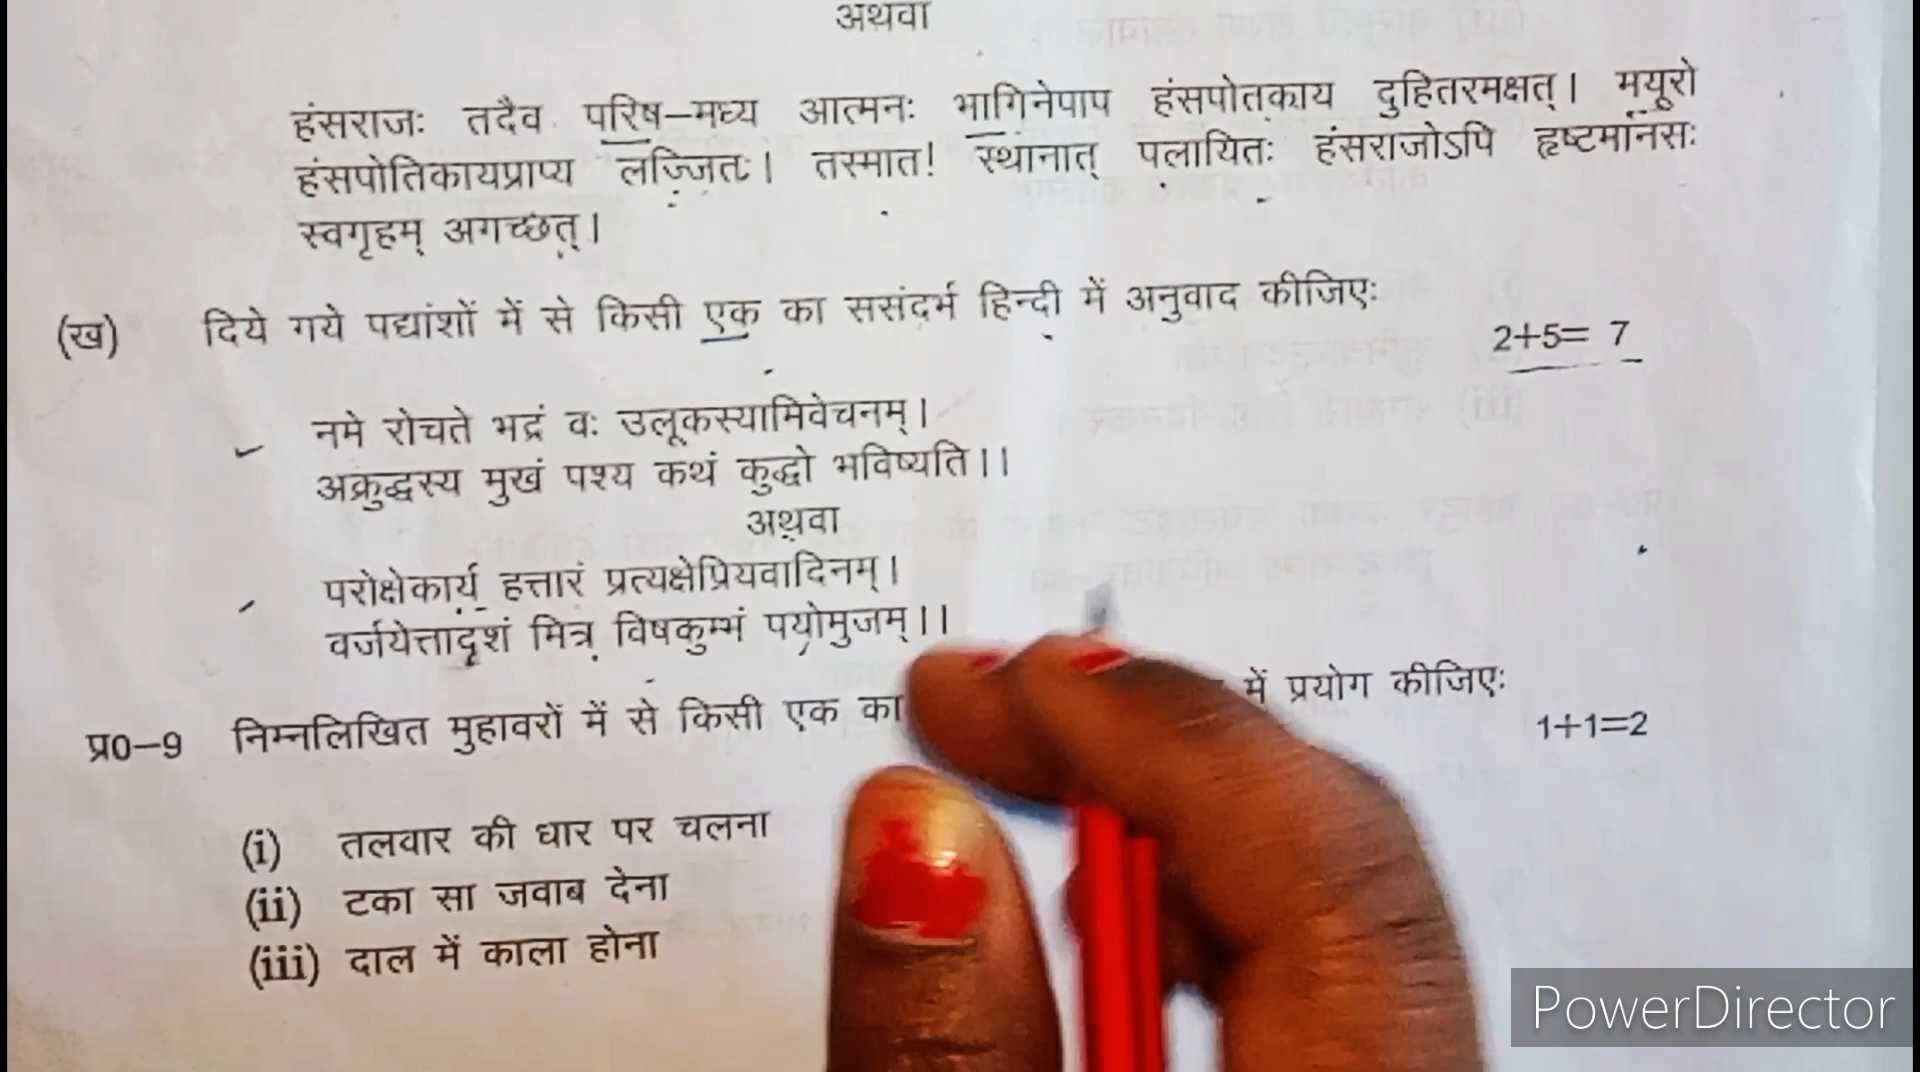 अथवा
हंसराजः तदैव परिष–मध्य आत्मनः भागिनेपाप हंसपोतकाय दुहितरमक्षत्। मयूरो
हंसपोतिकायप्राप्य लज्जितः। तस्मात! स्थानात् पलायितः हंसराजोऽपि हृष्टमानसः
स्वगृहम् अगच्छत्।
(ख) दिये गये पद्यांशों में से किसी एक का ससंदर्भ हिन्दी में अनुवाद कीजिएः
2+5= 7
नमे रोचते भद्रं वः उलूकस्यामिवेचनम्।
अक्रुद्धस्य मुखं पश्य कथं कुद्धो भविष्यति।।
अथवा
परोक्षेकार्य हत्तारं प्रत्यक्षेप्रियवादिनम्।
वर्जयेत्तादृशं मित्र विषकुम्भं पयोमुजम्।।
प्र0–9 निम्नलिखित मुहावरों में से किसी एक का में प्रयोग कीजिएः
1+1=2
(i) तलवार की धार पर चलना
(ii) टका सा जवाब देना
(iii) दाल में काला होना
PowerDirector